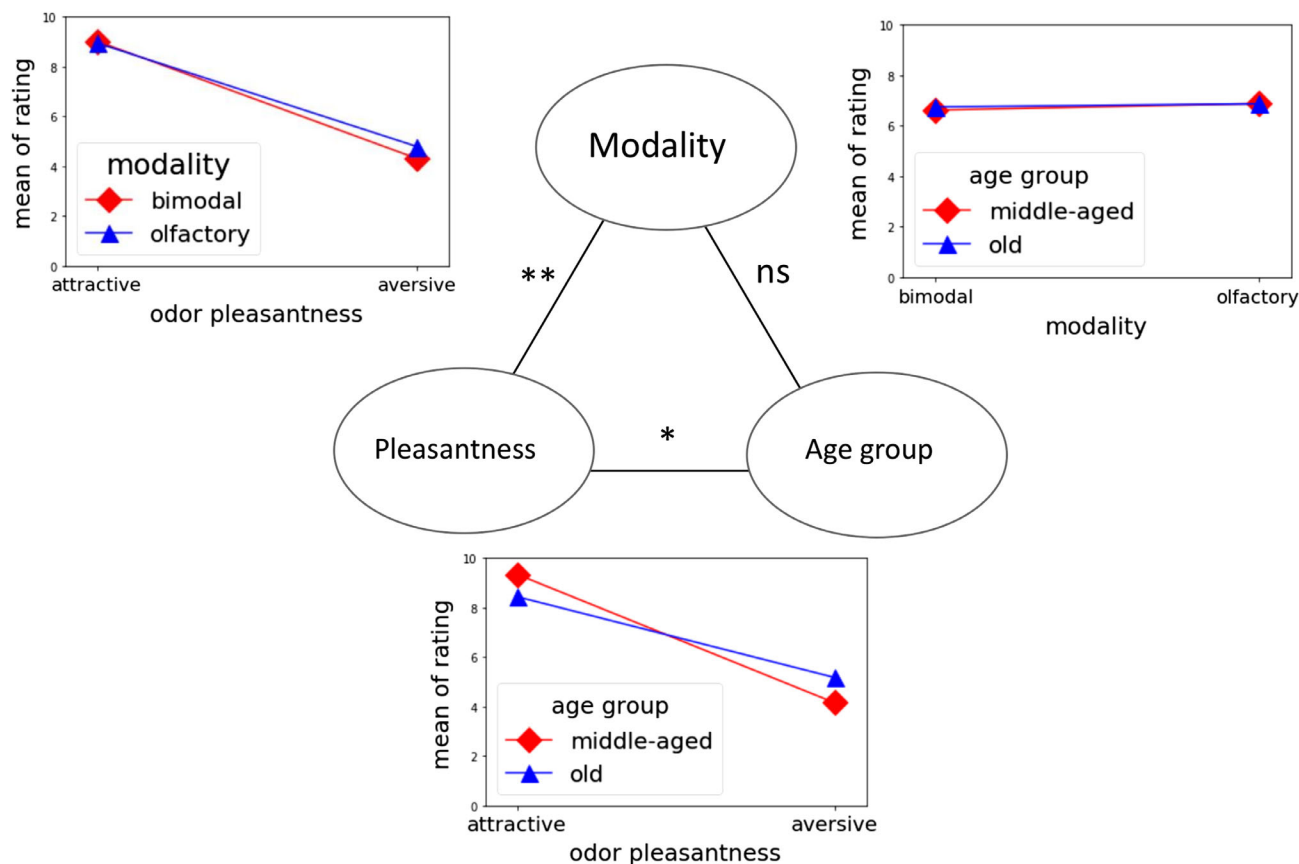 10
8
6
4
2
0
mean of rating
modality
bimodal
olfactory
attractive
aversive
odor pleasantness
Modality
10
8
6
4
2
0
mean of rating
age group
middle-aged
old
bimodal
olfactory
modality
**
ns
Pleasantness
*
Age group
10
8
6
4
2
0
mean of rating
age group
middle-aged
old
attractive
aversive
odor pleasantness